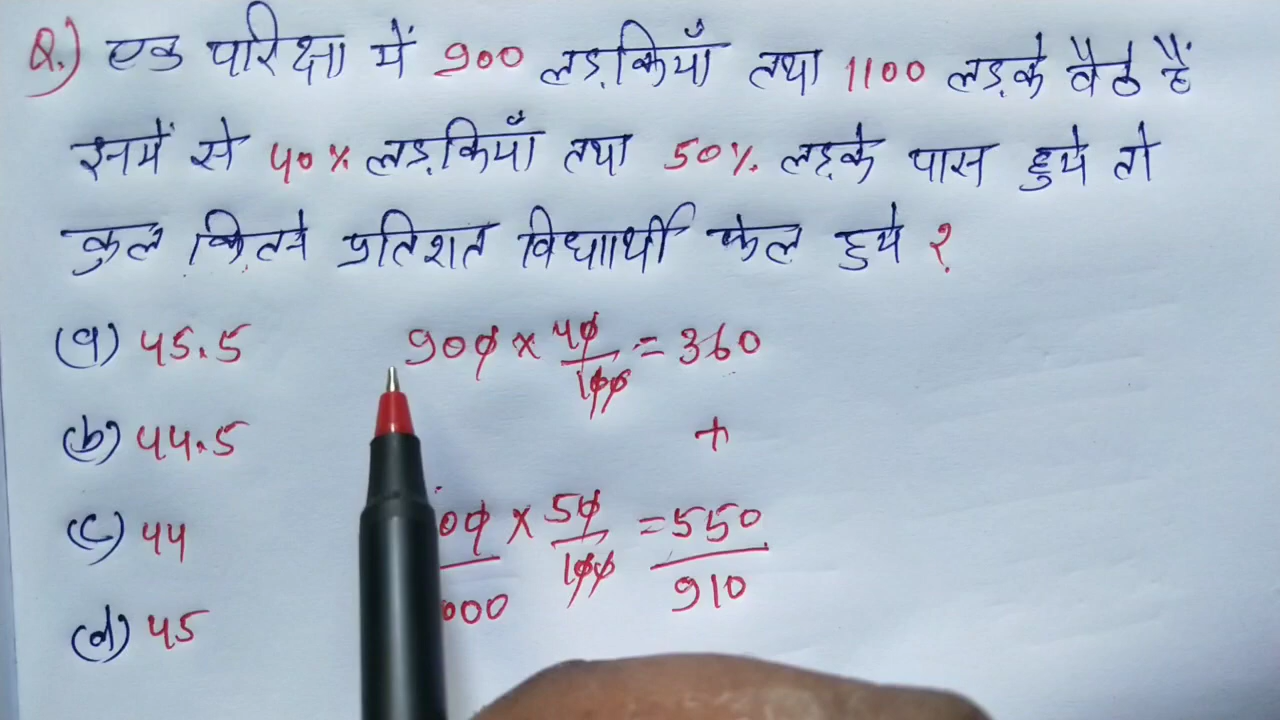 Q.) एक परिक्षा में 900 लड़कियाँ तथा 1100 लड़के बैठे हैं
इनमें से 40% लड़कियाँ तथा 50% लड़के पास हुये तो
कुल कितने प्रतिशत विधार्थी फेल हुये ?
(a) 45.5
900 × 40/100 = 360
(b) 44.5
+
(c) 44
00 × 50/100 = 550
000
910
(d) 45